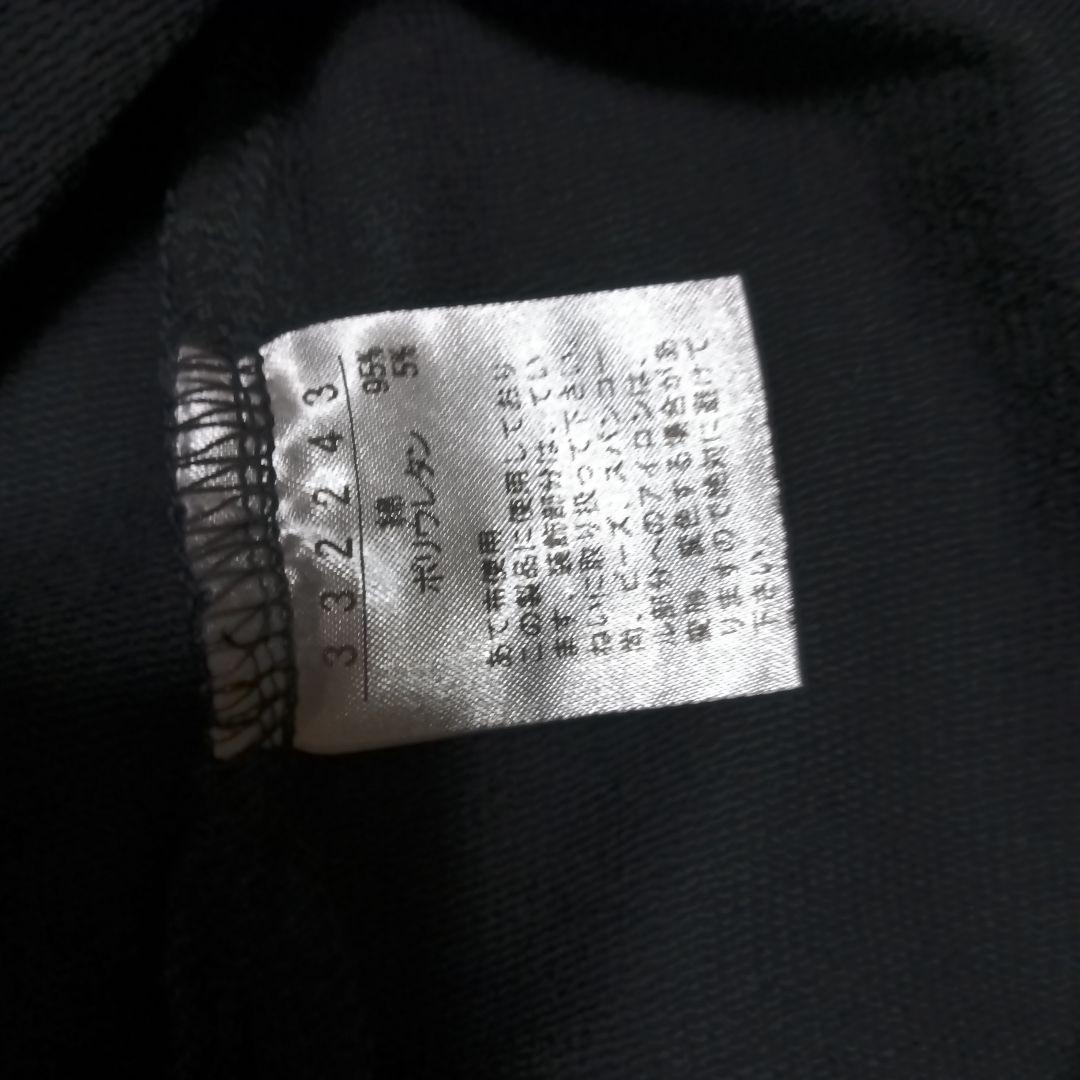 332243
綿 95%
ポリウレタン 5%
あて布使用
この製品に使用しており
ます、装飾部分は、てい
ねいに取り扱って下さい
尚、ビーズ、スパンコー
ル部分へのアイロンは、
変形、変色する場合があ
りますので絶対に避けて
下さい。